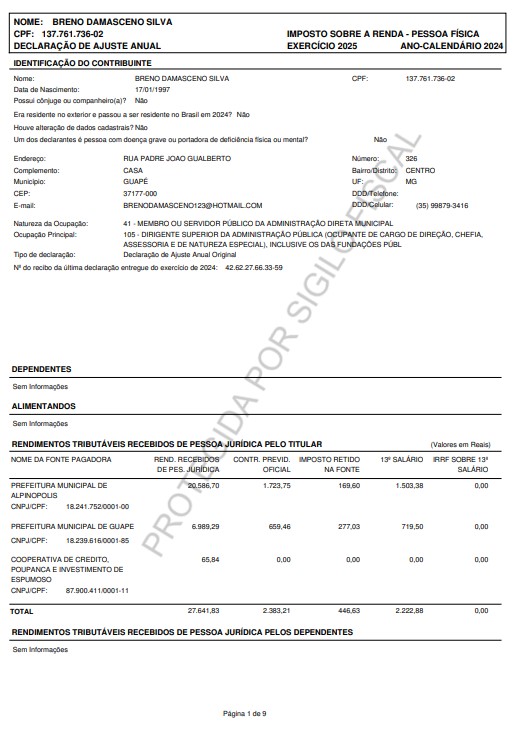 NOME: BRENO DAMASCENO SILVA
CPF: 137.761.736-02 IMPOSTO SOBRE A RENDA - PESSOA FÍSICA
DECLARAÇÃO DE AJUSTE ANUAL EXERCÍCIO 2025 ANO-CALENDÁRIO 2024
IDENTIFICAÇÃO DO CONTRIBUINTE
Nome: BRENO DAMASCENO SILVA CPF: 137.761.736-02
Data de Nascimento: 17/01/1997
Possui cônjuge ou companheiro(a)? Não
Era residente no exterior e passou a ser residente no Brasil em 2024? Não
Houve alteração de dados cadastrais? Não
Um dos declarantes é pessoa com doença grave ou portadora de deficiência física ou mental? Não
Endereço: RUA PADRE JOAO GUALBERTO Número: 326
Complemento: CASA Bairro/Distrito: CENTRO
Município: GUAPÉ UF: MG
CEP: 37177-000 DDD/Telefone:
E-mail: BRENODAMASCENO123@HOTMAIL.COM DDD/Celular: (35) 99879-3416
Natureza da Ocupação: 41 - MEMBRO OU SERVIDOR PÚBLICO DA ADMINISTRAÇÃO DIRETA MUNICIPAL
Ocupação Principal: 105 - DIRIGENTE SUPERIOR DA ADMINISTRAÇÃO PÚBLICA (OCUPANTE DE CARGO DE DIREÇÃO, CHEFIA,
ASSESSORIA E DE NATUREZA ESPECIAL), INCLUSIVE OS DAS FUNDAÇÕES PÚBL
Tipo de declaração: Declaração de Ajuste Anual Original
Nº do recibo da última declaração entregue do exercício de 2024: 42.62.27.66.33-59
PROTEGIDA POR SIGILO FISCAL
DEPENDENTES
Sem Informações
ALIMENTANDOS
Sem Informações
RENDIMENTOS TRIBUTÁVEIS RECEBIDOS DE PESSOA JURÍDICA PELO TITULAR (Valores em Reais)
NOME DA FONTE PAGADORA REND. RECEBIDOS CONTR. PREVID. IMPOSTO RETIDO 13º SALÁRIO IRRF SOBRE 13º
DE PES. JURÍDICA OFICIAL NA FONTE SALÁRIO
PREFEITURA MUNICIPAL DE 20.586,70 1.723,75 169,60 1.503,38 0,00
ALPINOPOLIS
CNPJ/CPF: 18.241.752/0001-00
PREFEITURA MUNICIPAL DE GUAPE 6.989,29 659,46 277,03 719,50 0,00
CNPJ/CPF: 18.239.616/0001-85
COOPERATIVA DE CREDITO, 65,84 0,00 0,00 0,00 0,00
POUPANCA E INVESTIMENTO DE
ESPUMOSO
CNPJ/CPF: 87.900.411/0001-11
TOTAL 27.641,83 2.383,21 446,63 2.222,88 0,00
RENDIMENTOS TRIBUTÁVEIS RECEBIDOS DE PESSOA JURÍDICA PELOS DEPENDENTES
Sem Informações
Página 1 de 9